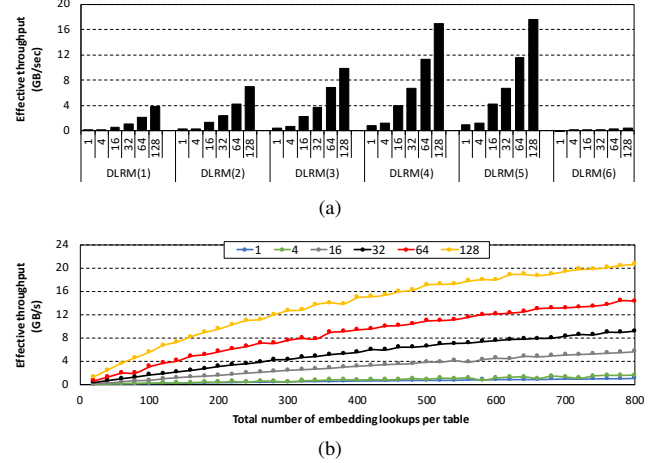 20
16
12
8
4
0
Effective throughput
(GB/sec)
1 4 16 32 64 128 1 4 16 32 64 128 1 4 16 32 64 128 1 4 16 32 64 128 1 4 16 32 64 128 1 4 16 32 64 128
DLRM(1) DLRM(2) DLRM(3) DLRM(4) DLRM(5) DLRM(6)
(a)
24
20
16
12
8
4
0
Effective throughput
(GB/s)
1 4 16 32 64 128
0 100 200 300 400 500 600 700 800
Total number of embedding lookups per table
(b)